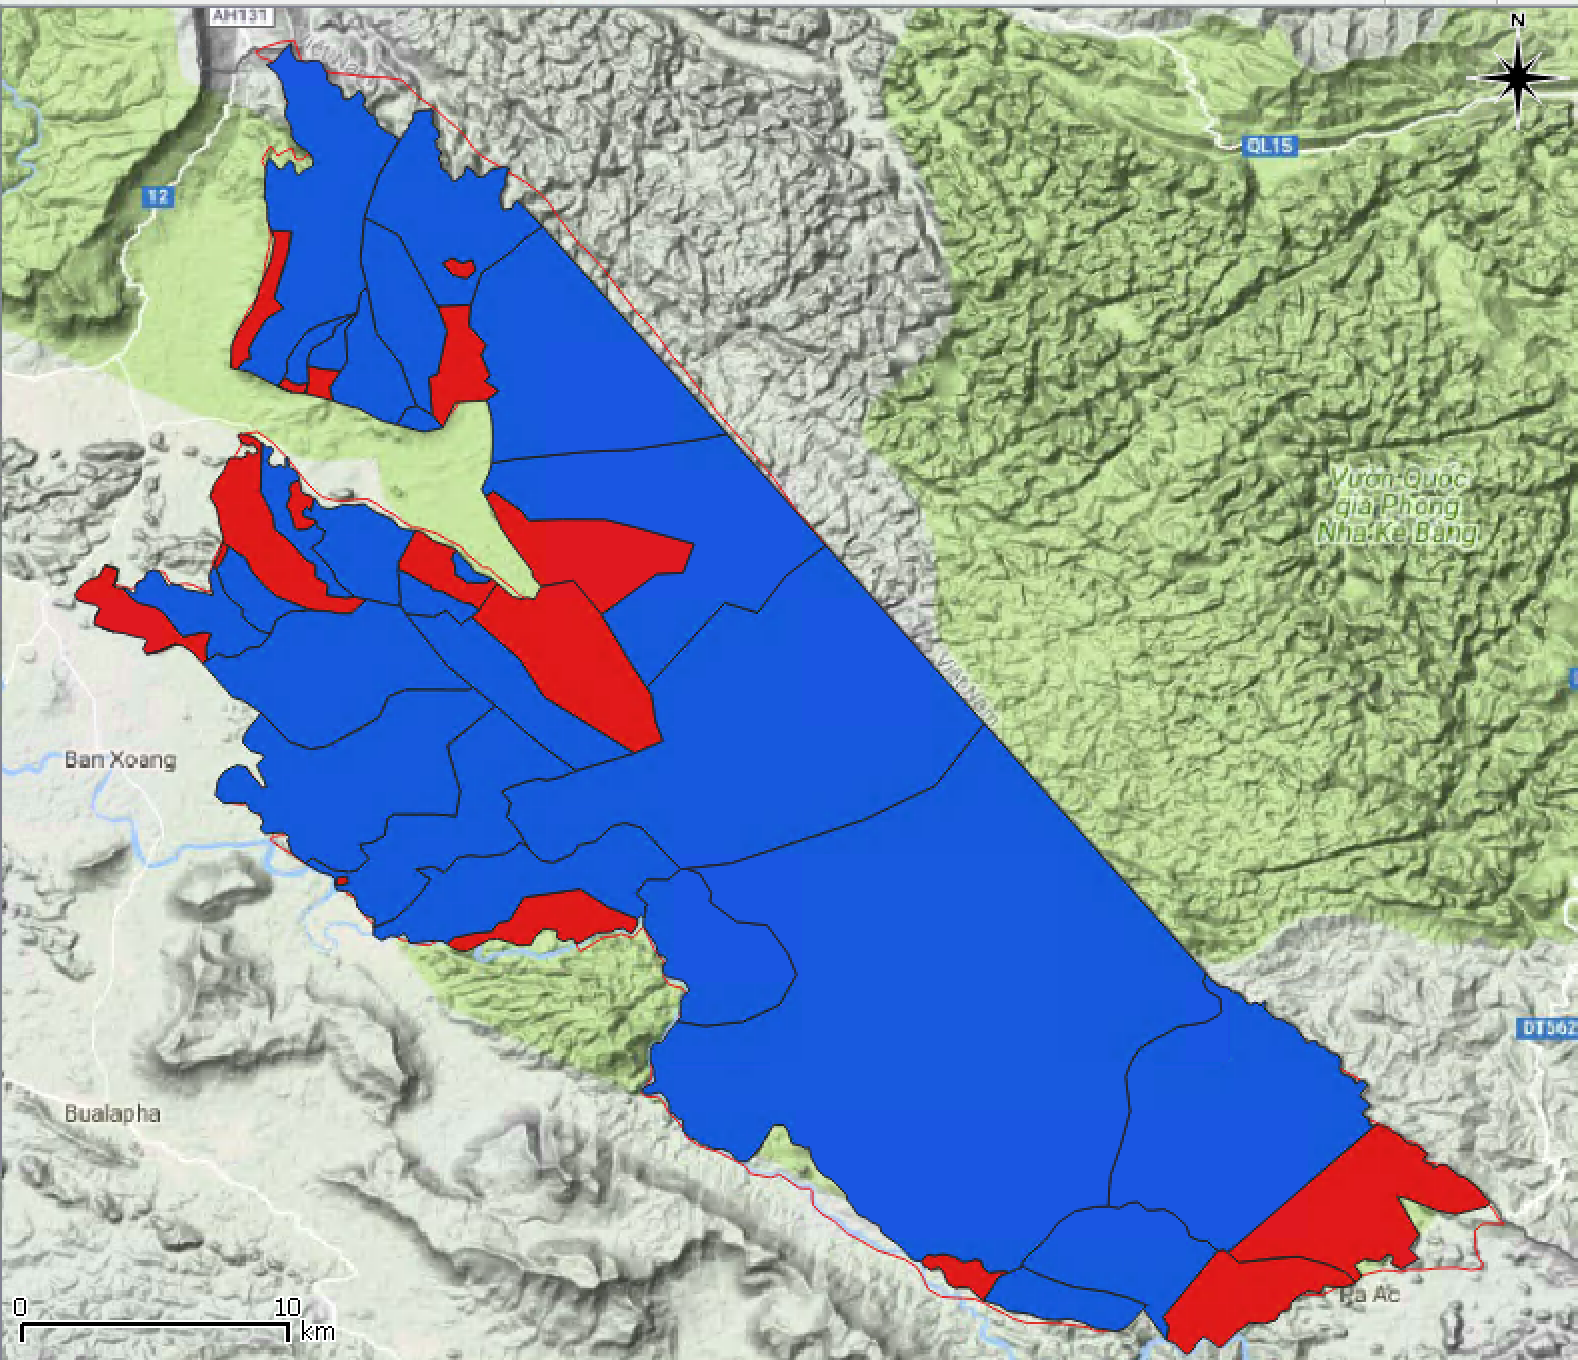 AH131
N
QL15
12
Vườn Quốc
gia Phong
Nha Kẻ Bàng
VIETNAM
Ban Xoang
DT562
Bualapha
Pa Ac
0 10
km